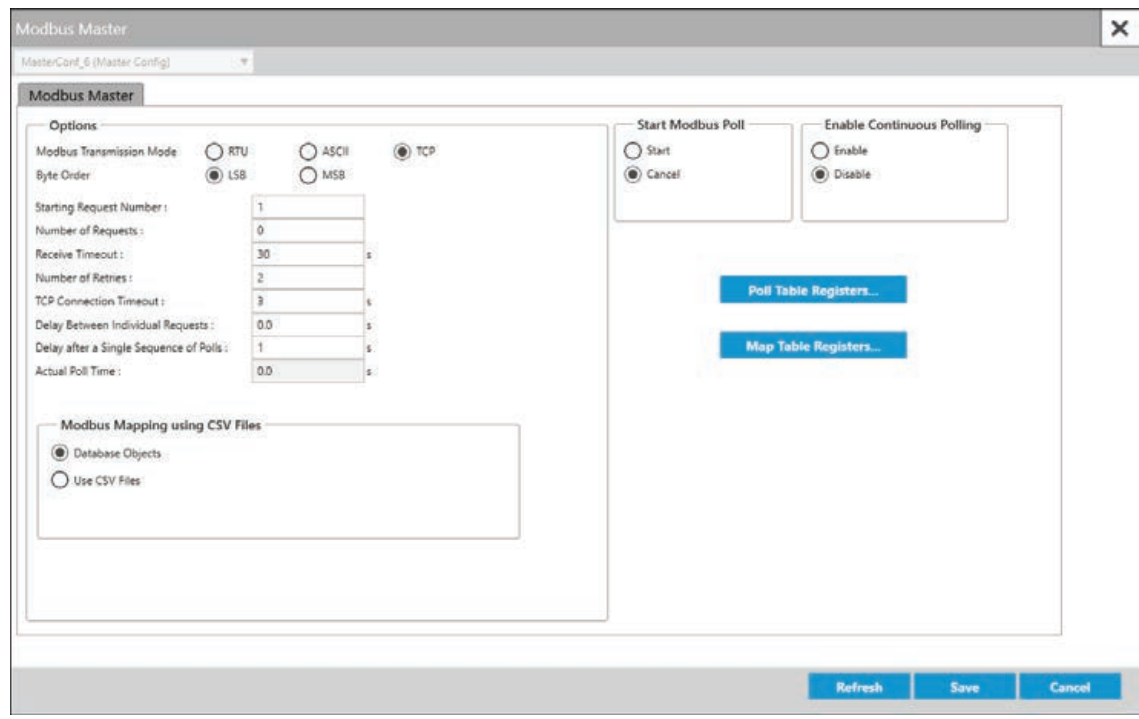 Modbus Master
MasterConf_6 (Master Config)
Modbus Master
Options
Modbus Transmission Mode RTU ASCII TCP
Byte Order LSB MSB
Starting Request Number : 1
Number of Requests : 0
Receive Timeout : 30 s
Number of Retries : 2
TCP Connection Timeout : 3 s
Delay Between Individual Requests : 0.0 s
Delay after a Single Sequence of Polls : 1 s
Actual Poll Time : 0.0 s
Modbus Mapping using CSV Files
Database Objects
Use CSV Files
Start Modbus Poll
Start
Cancel
Enable Continuous Polling
Enable
Disable
Poll Table Registers...
Map Table Registers...
Refresh Save Cancel